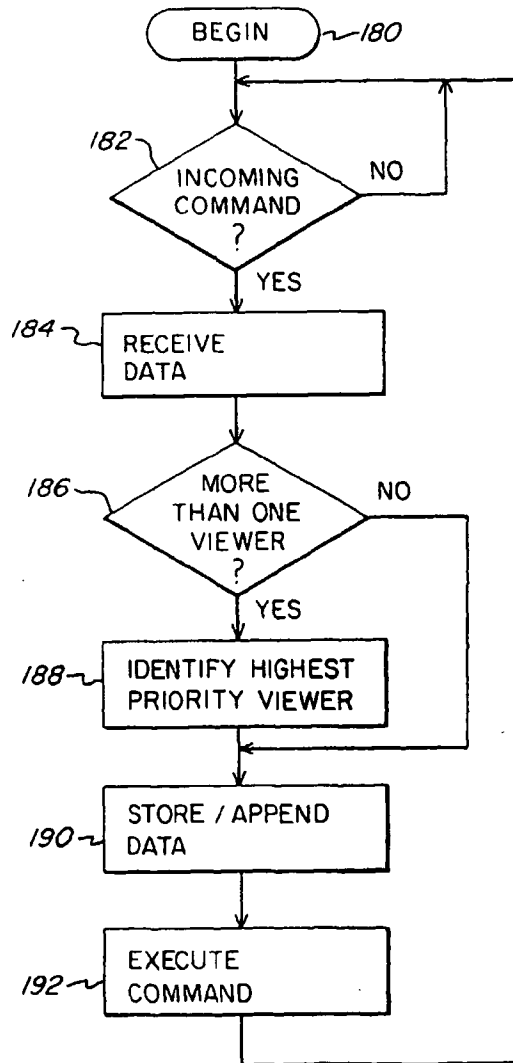 BEGIN
180
182
INCOMING
COMMAND
?
NO
YES
184
RECEIVE
DATA
186
MORE
THAN ONE
VIEWER
?
NO
YES
188
IDENTIFY HIGHEST
PRIORITY VIEWER
190
STORE / APPEND
DATA
192
EXECUTE
COMMAND